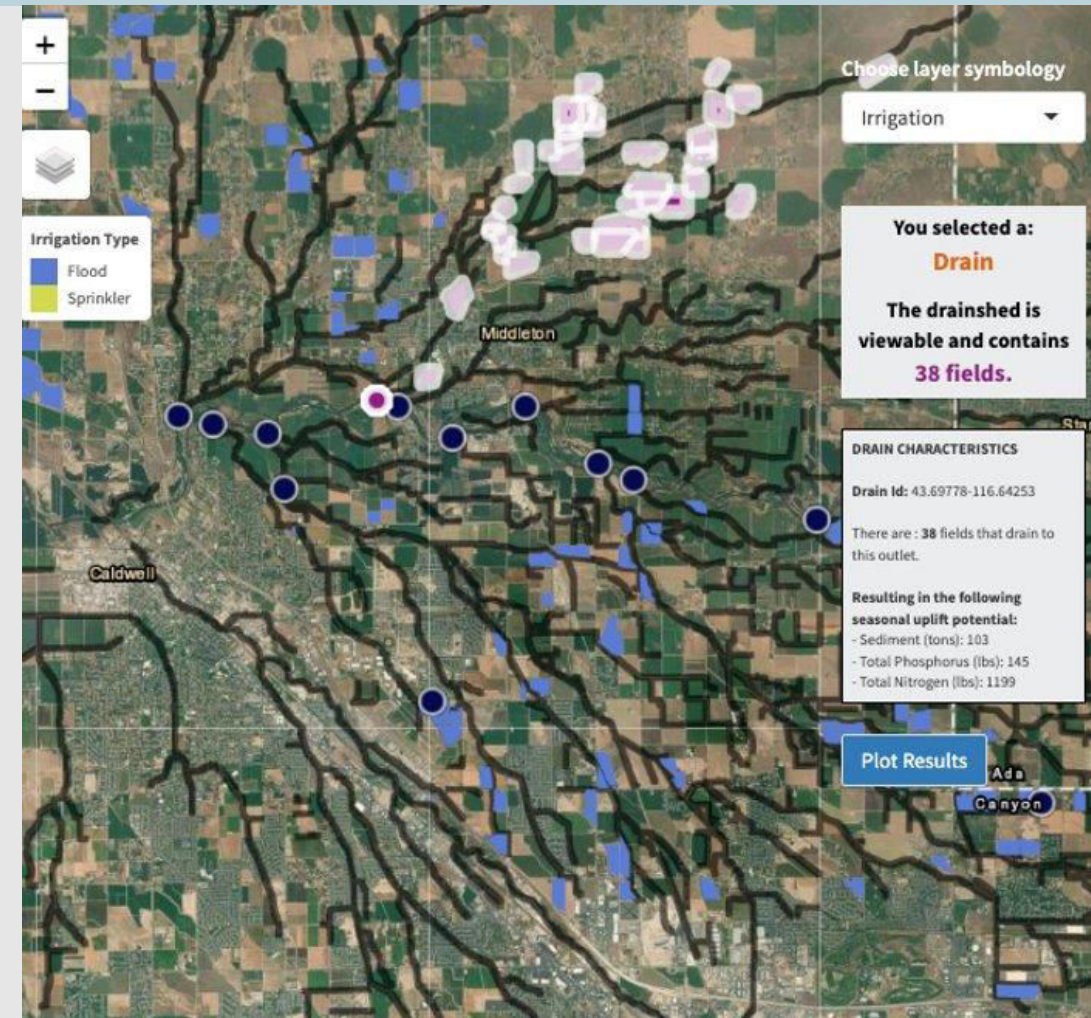 +
−
Choose layer symbology
Irrigation
Irrigation Type
Flood
Sprinkler
You selected a:
Drain
The drainshed is
viewable and contains
38 fields.
Middleton
DRAIN CHARACTERISTICS
Drain Id: 43.69778-116.64253
There are : 38 fields that drain to
this outlet.
Resulting in the following
seasonal uplift potential:
- Sediment (tons): 103
- Total Phosphorus (lbs): 145
- Total Nitrogen (lbs): 1199
Caldwell
Plot Results
Ada
Canyon